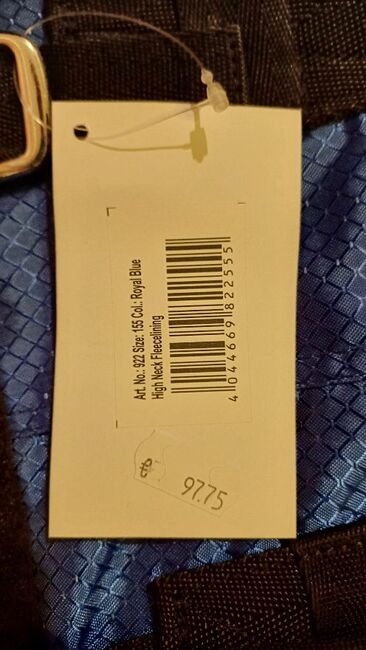 Art. No.: 922 Size: 155 Col.: Royal Blue
High Neck Fleecelining
4 044669 822555
€
97.75